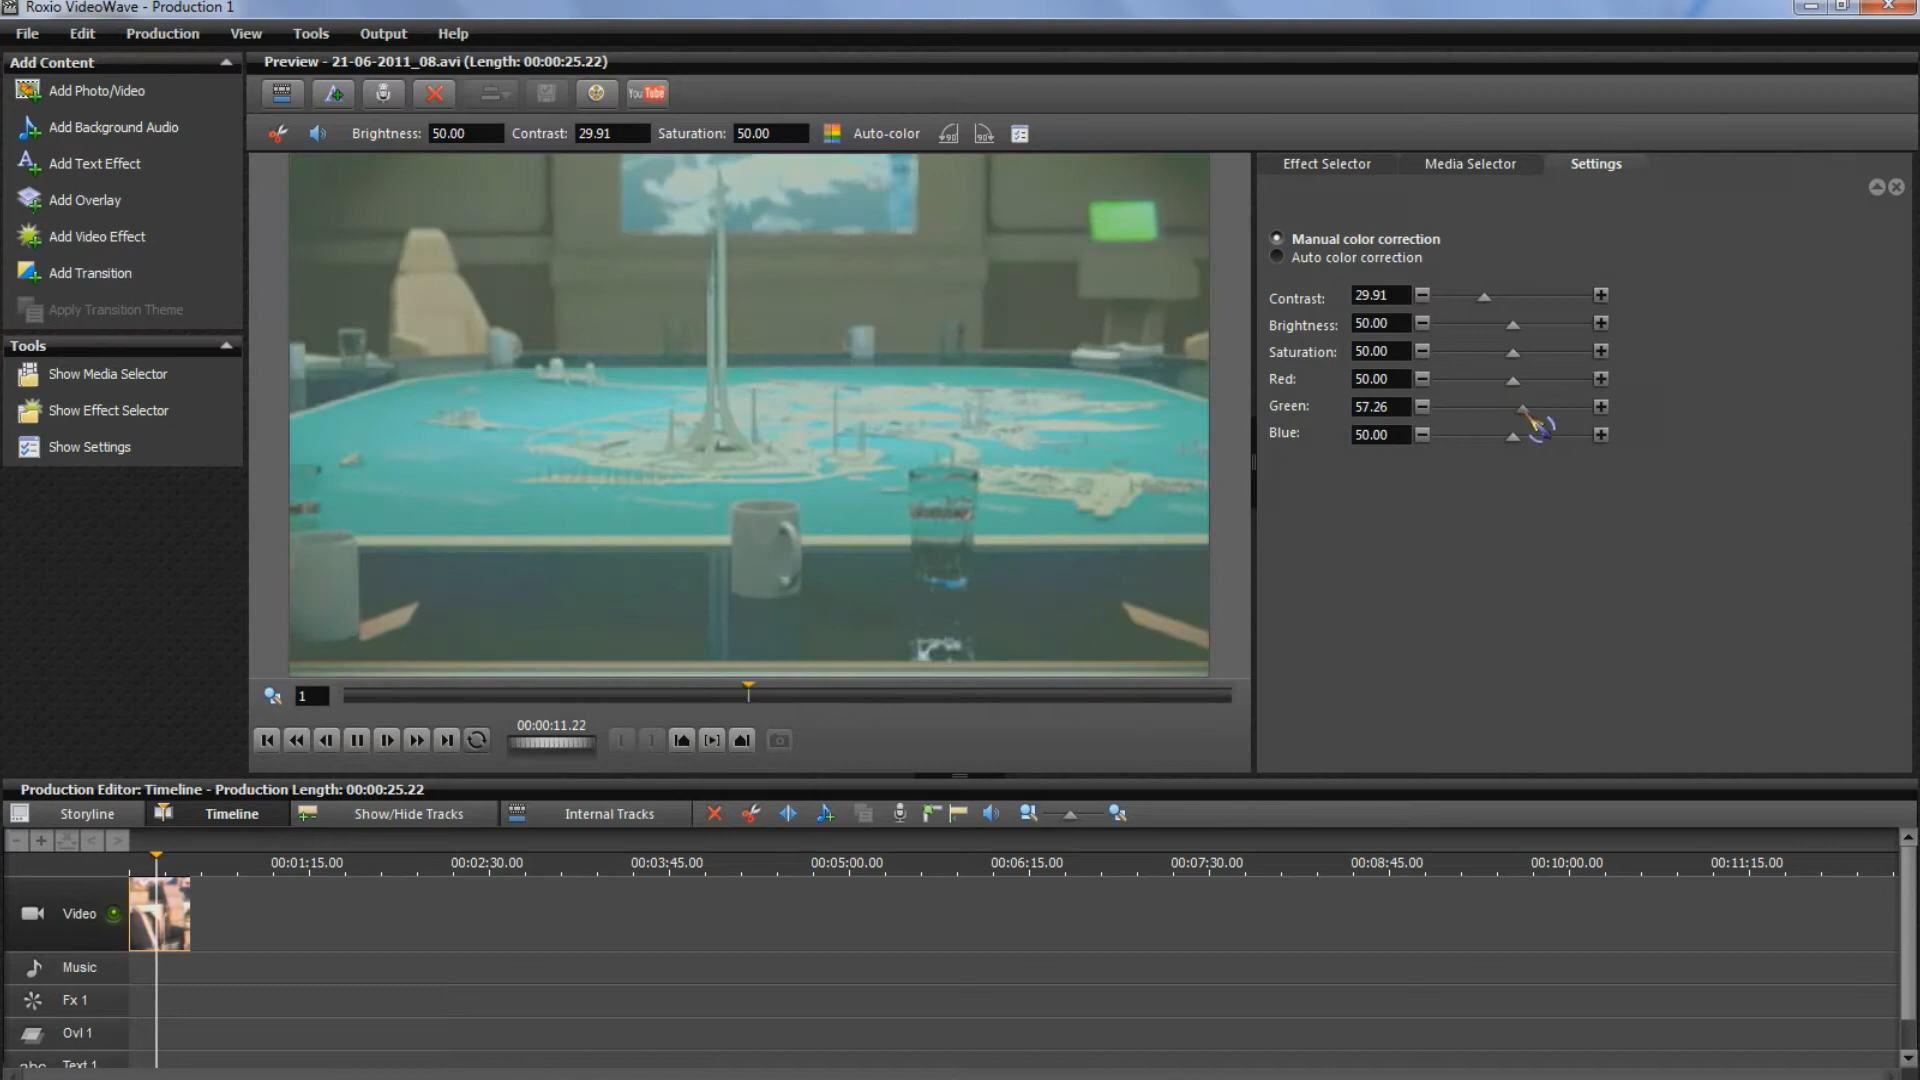 Roxio VideoWave - Production 1
File Edit Production View Tools Output Help
Add Content
Add Photo/Video
Add Background Audio
Add Text Effect
Add Overlay
Add Video Effect
Add Transition
Apply Transition Theme
Tools
Show Media Selector
Show Effect Selector
Show Settings
Preview - 21-06-2011_08.avi (Length: 00:00:25.22)
You Tube
Brightness: 50.00 Contrast: 29.91 Saturation: 50.00 Auto-color 90 90
Effect Selector Media Selector Settings
Manual color correction
Auto color correction
Contrast: 29.91
Brightness: 50.00
Saturation: 50.00
Red: 50.00
Green: 57.26
Blue: 50.00
1
00:00:11.22
Production Editor: Timeline - Production Length: 00:00:25.22
Storyline Timeline Show/Hide Tracks Internal Tracks
00:01:15.00 00:02:30.00 00:03:45.00 00:05:00.00 00:06:15.00 00:07:30.00 00:08:45.00 00:10:00.00 00:11:15.00
Video
Music
Fx 1
Ovl 1
abc Text 1